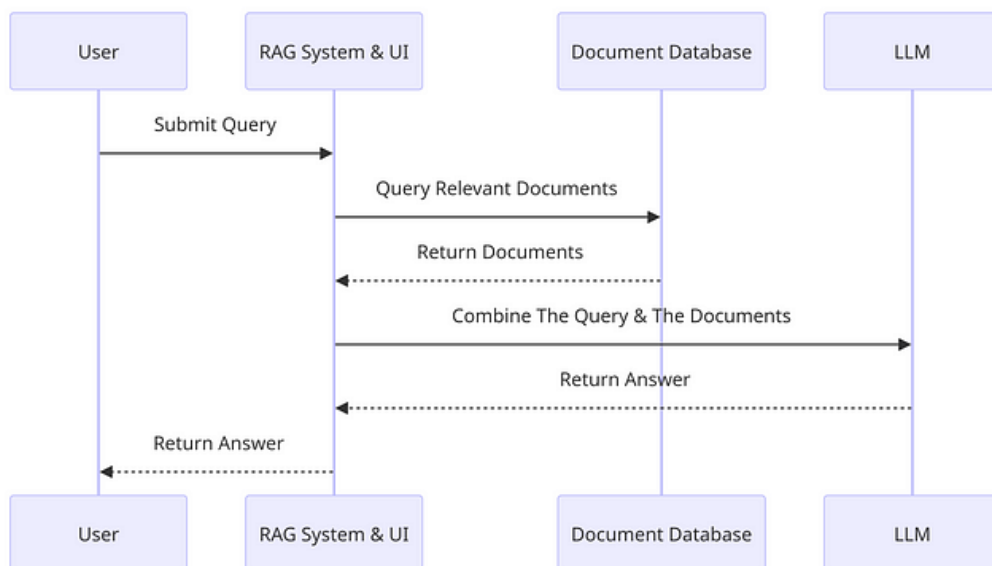 User
RAG System & UI
Document Database
LLM
Submit Query
Query Relevant Documents
Return Documents
Combine The Query & The Documents
Return Answer
Return Answer
User
RAG System & UI
Document Database
LLM